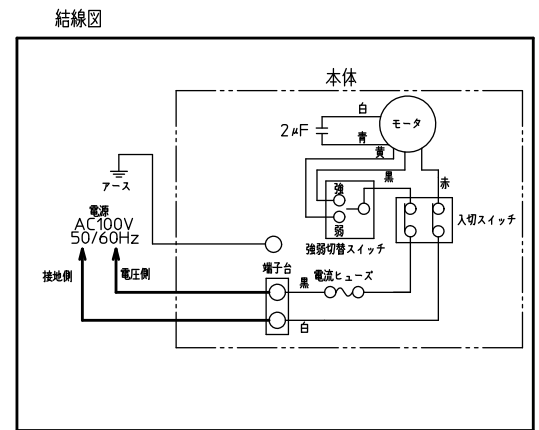 結線図
本体
白
モータ
2μF
青
黄
黒
赤
アース
強
弱
入切スイッチ
電源
AC100V
50/60Hz
強弱切替スイッチ
接地側
電圧側
端子台
電流ヒューズ
黒
白